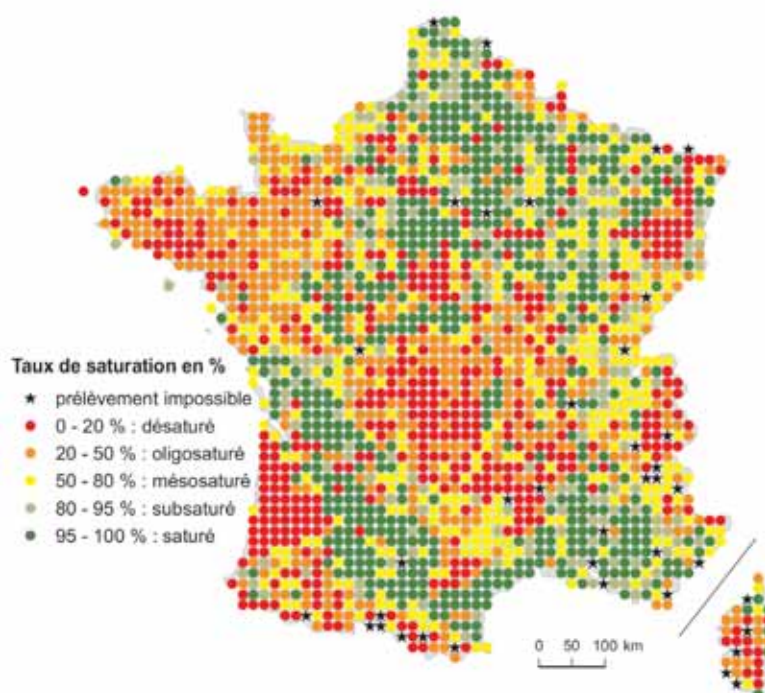 Taux de saturation en %
prélèvement impossible
0 - 20 % : désaturé
20 - 50 % : oligosaturé
50 - 80 % : mésosaturé
80 - 95 % : subsaturé
95 - 100 % : saturé
0 50 100 km